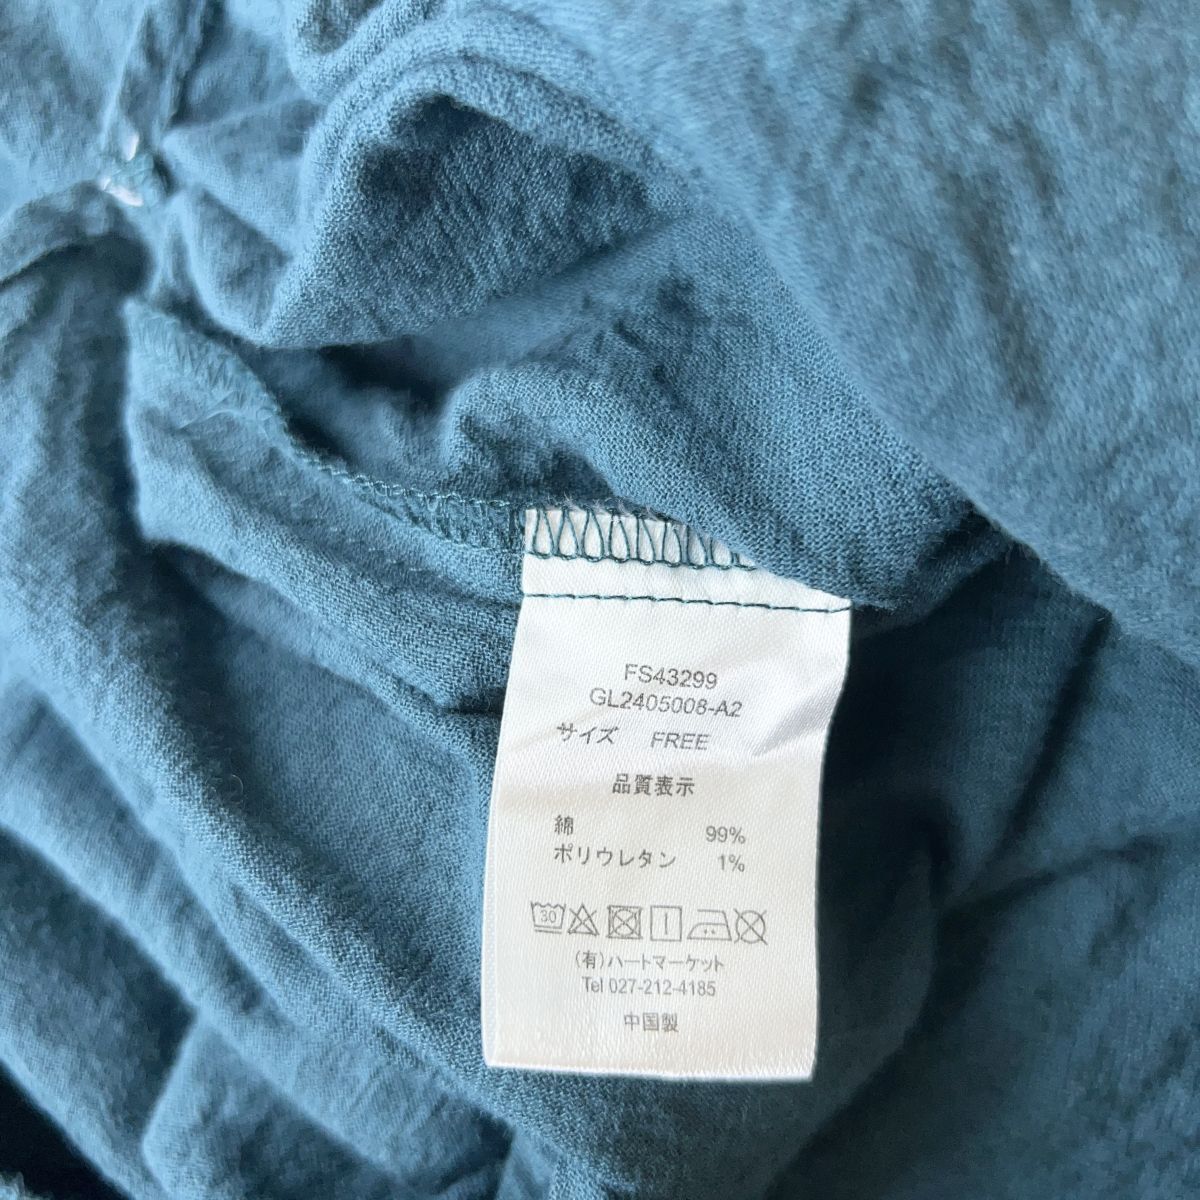 FS43299
GL2405008-A2
サイズ FREE
品質表示
綿 99%
ポリウレタン 1%
30
(有)ハートマーケット
Tel 027-212-4185
中国製